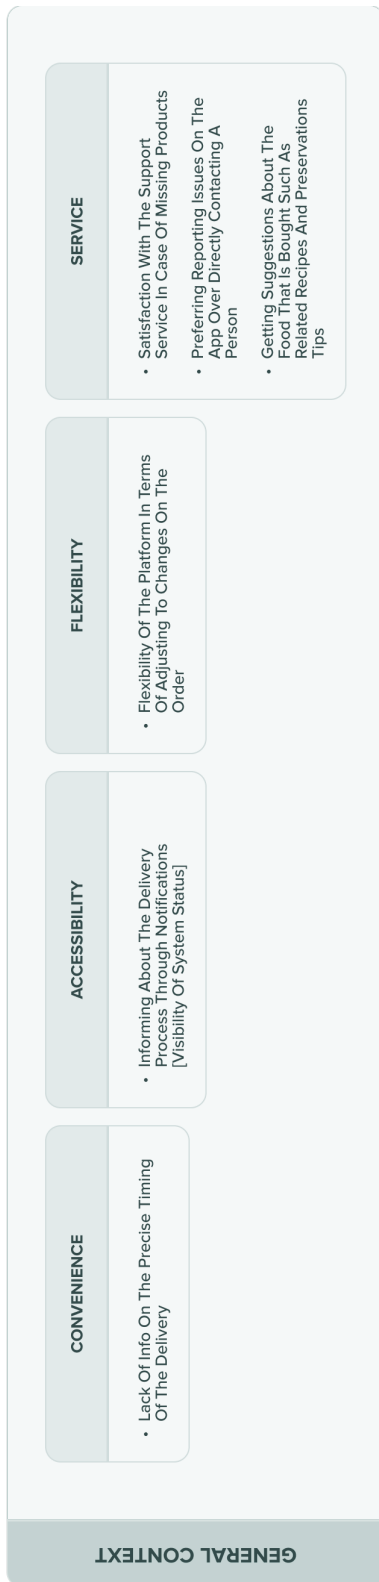 GENERAL CONTEXT
CONVENIENCE
• Lack Of Info On The Precise Timing
Of The Delivery
ACCESSIBILITY
• Informing About The Delivery
Process Through Notifications
[Visibility Of System Status]
FLEXIBILITY
• Flexibility Of The Platform In Terms
Of Adjusting To Changes On The
Order
SERVICE
• Satisfaction With The Support
Service In Case Of Missing Products
• Preferring Reporting Issues On The
App Over Directly Contacting A
Person
• Getting Suggestions About The
Food That Is Bought Such As
Related Recipes And Preservations
Tips